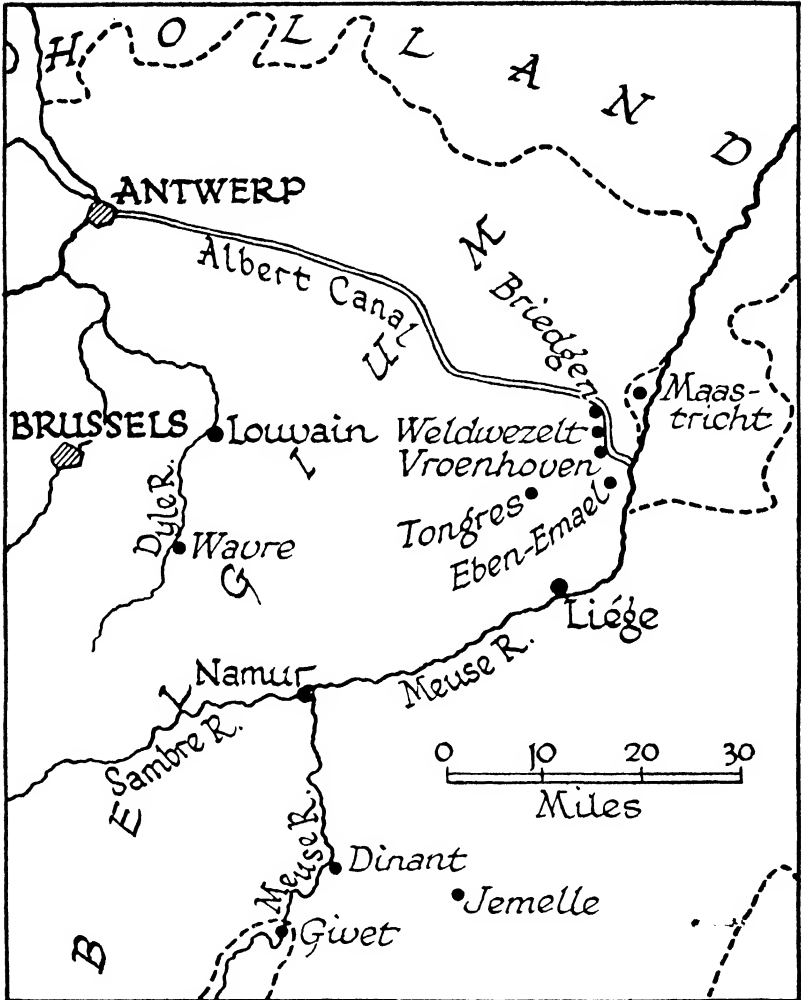 HOLLAND
ANTWERP
Albert Canal
BELGIUM
Briedgen
Maas-
tricht
BRUSSELS
Louvain
Weldwezelt
Vroenhoven
Dyle R.
Tongres
Eben-Emael
Wavre
Liége
Namur
Meuse R.
Sambre R.
0 10 20 30
Miles
Meuse R.
Dinant
Jemelle
Givet